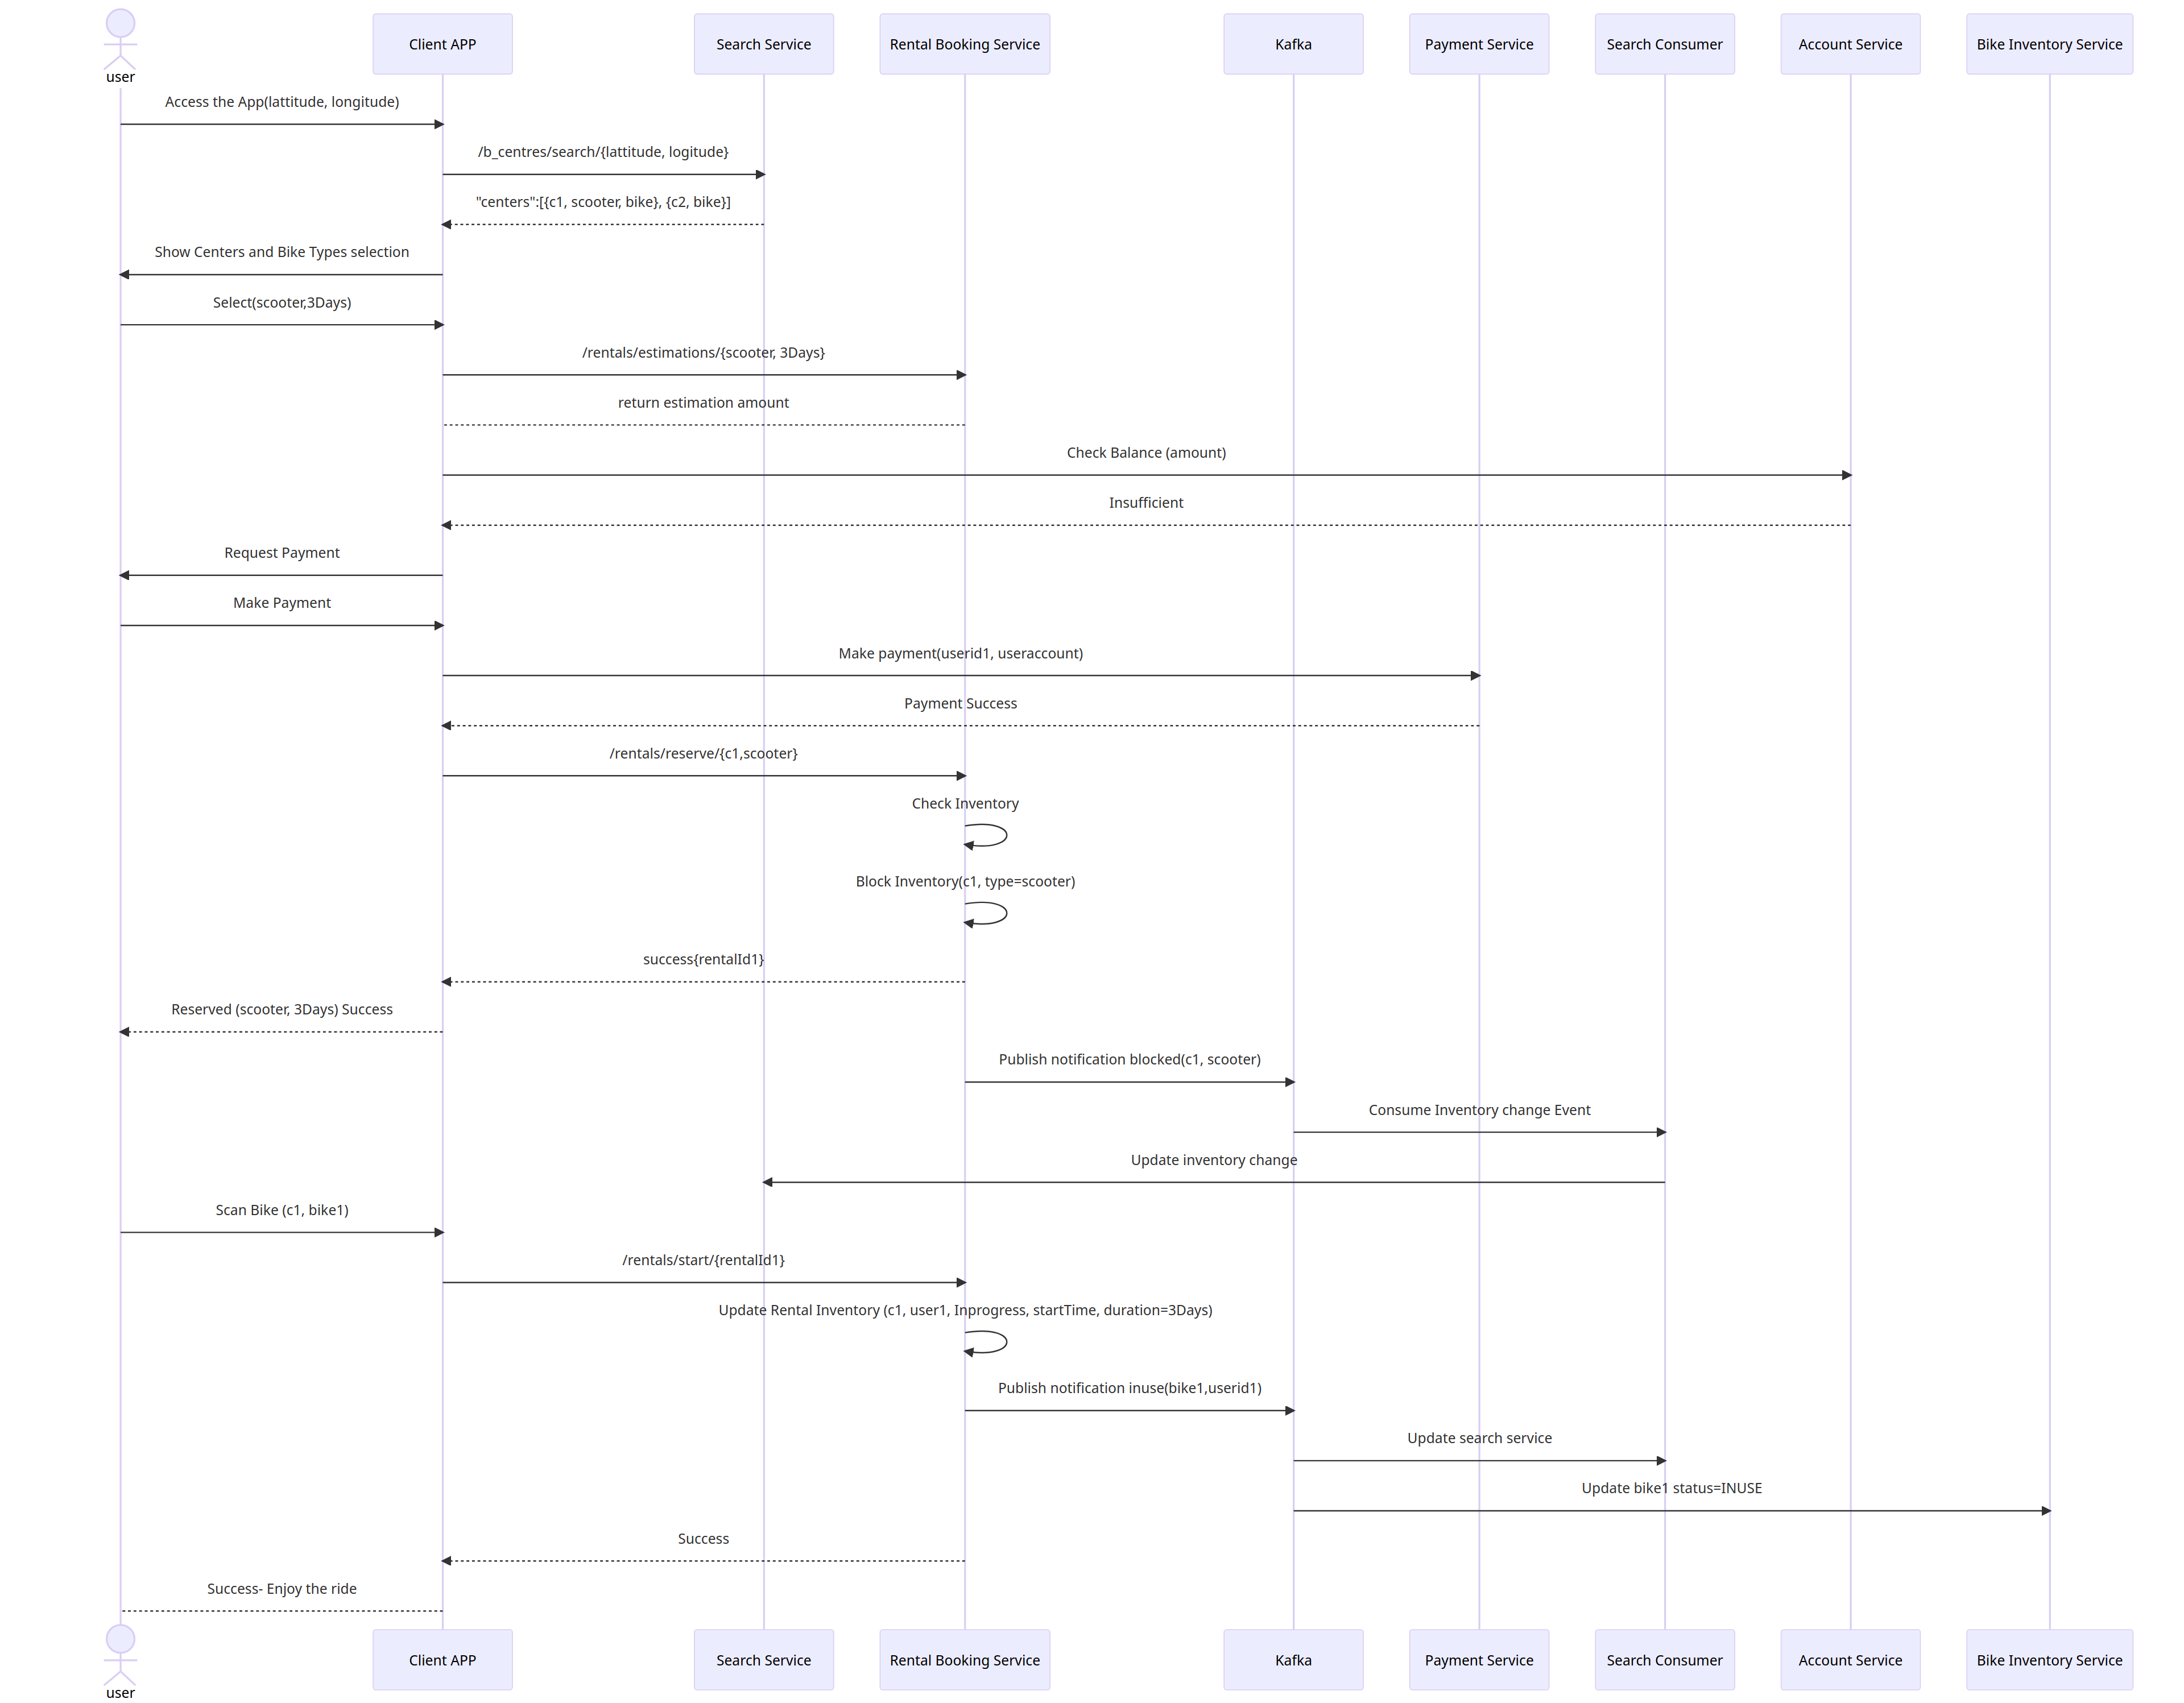 user
Client APP
Search Service
Rental Booking Service
Kafka
Payment Service
Search Consumer
Account Service
Bike Inventory Service
Access the App(lattitude, longitude)
/b_centres/search/{lattitude, logitude}
"centers":[{c1, scooter, bike}, {c2, bike}]
Show Centers and Bike Types selection
Select(scooter,3Days)
/rentals/estimations/{scooter, 3Days}
return estimation amount
Check Balance (amount)
Insufficient
Request Payment
Make Payment
Make payment(userid1, useraccount)
Payment Success
/rentals/reserve/{c1,scooter}
Check Inventory
Block Inventory(c1, type=scooter)
success{rentalId1}
Reserved (scooter, 3Days) Success
Publish notification blocked(c1, scooter)
Consume Inventory change Event
Update inventory change
Scan Bike (c1, bike1)
/rentals/start/{rentalId1}
Update Rental Inventory (c1, user1, Inprogress, startTime, duration=3Days)
Publish notification inuse(bike1,userid1)
Update search service
Update bike1 status=INUSE
Success
Success- Enjoy the ride
user
Client APP
Search Service
Rental Booking Service
Kafka
Payment Service
Search Consumer
Account Service
Bike Inventory Service